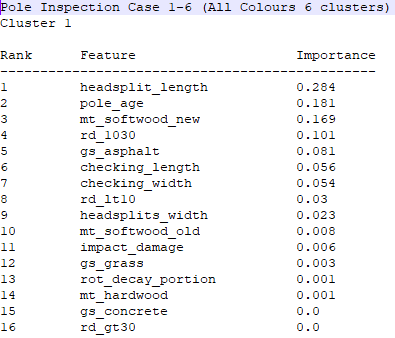 Pole Inspection Case 1-6 (All Colours 6 clusters)
Cluster 1
Rank Feature Importance
-----------------------------------------------
1 headsplit_length 0.284
2 pole_age 0.181
3 mt_softwood_new 0.169
4 rd_1030 0.101
5 gs_asphalt 0.081
6 checking_length 0.056
7 checking_width 0.054
8 rd_lt10 0.03
9 headsplits_width 0.023
10 mt_softwood_old 0.008
11 impact_damage 0.006
12 gs_grass 0.003
13 rot_decay_portion 0.001
14 mt_hardwood 0.001
15 gs_concrete 0.0
16 rd_gt30 0.0